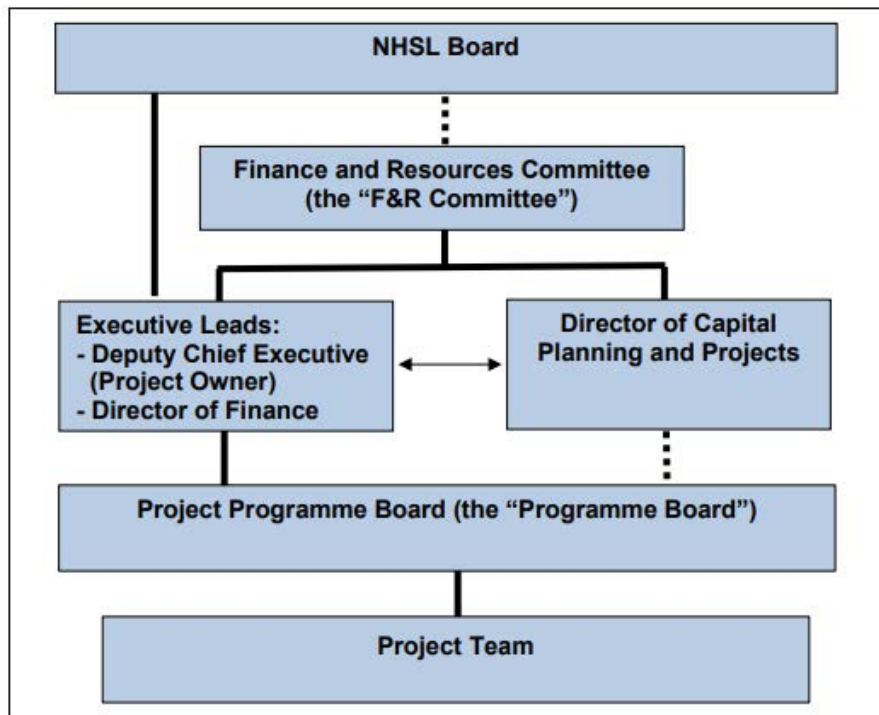 NHSL Board
Finance and Resources Committee
(the “F&R Committee”)
Executive Leads:
- Deputy Chief Executive
(Project Owner)
- Director of Finance
Director of Capital
Planning and Projects
Project Programme Board (the “Programme Board”)
Project Team